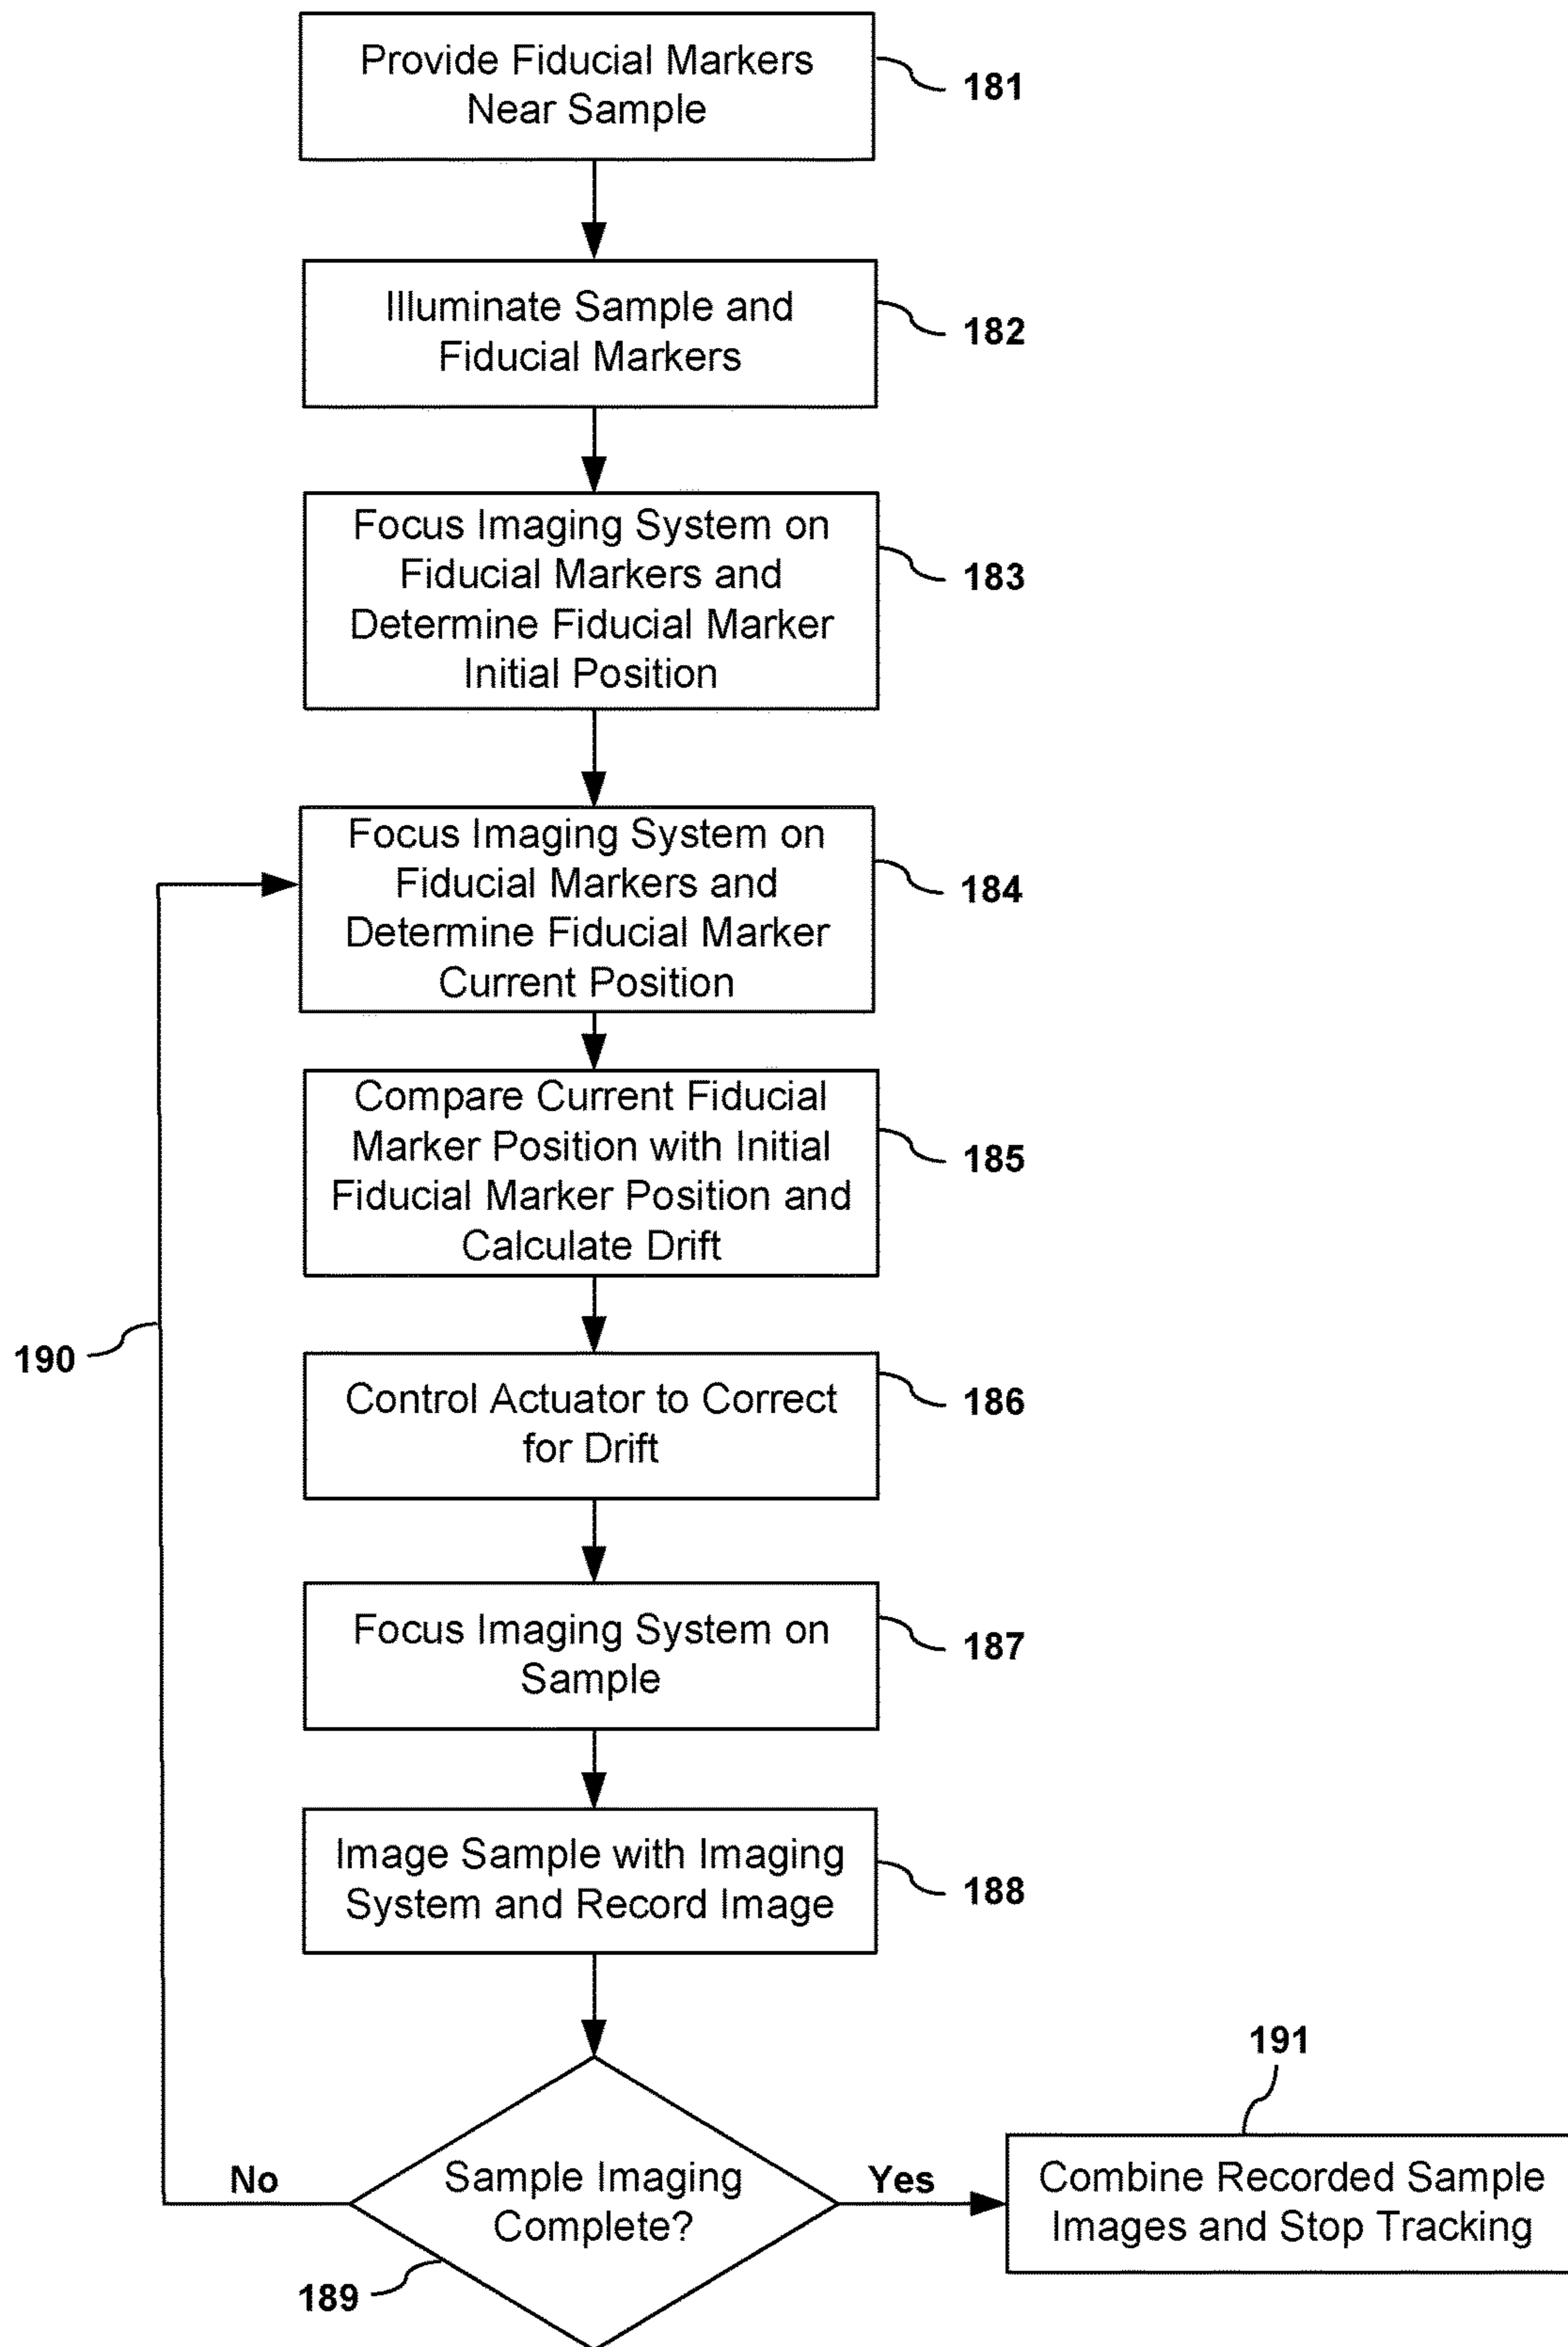 Provide Fiducial Markers
Near Sample
181
Illuminate Sample and
Fiducial Markers
182
Focus Imaging System on
Fiducial Markers and
Determine Fiducial Marker
Initial Position
183
Focus Imaging System on
Fiducial Markers and
Determine Fiducial Marker
Current Position
184
Compare Current Fiducial
Marker Position with Initial
Fiducial Marker Position and
Calculate Drift
185
190
Control Actuator to Correct
for Drift
186
Focus Imaging System on
Sample
187
Image Sample with Imaging
System and Record Image
188
Sample Imaging
Complete?
189
No
Yes
191
Combine Recorded Sample
Images and Stop Tracking